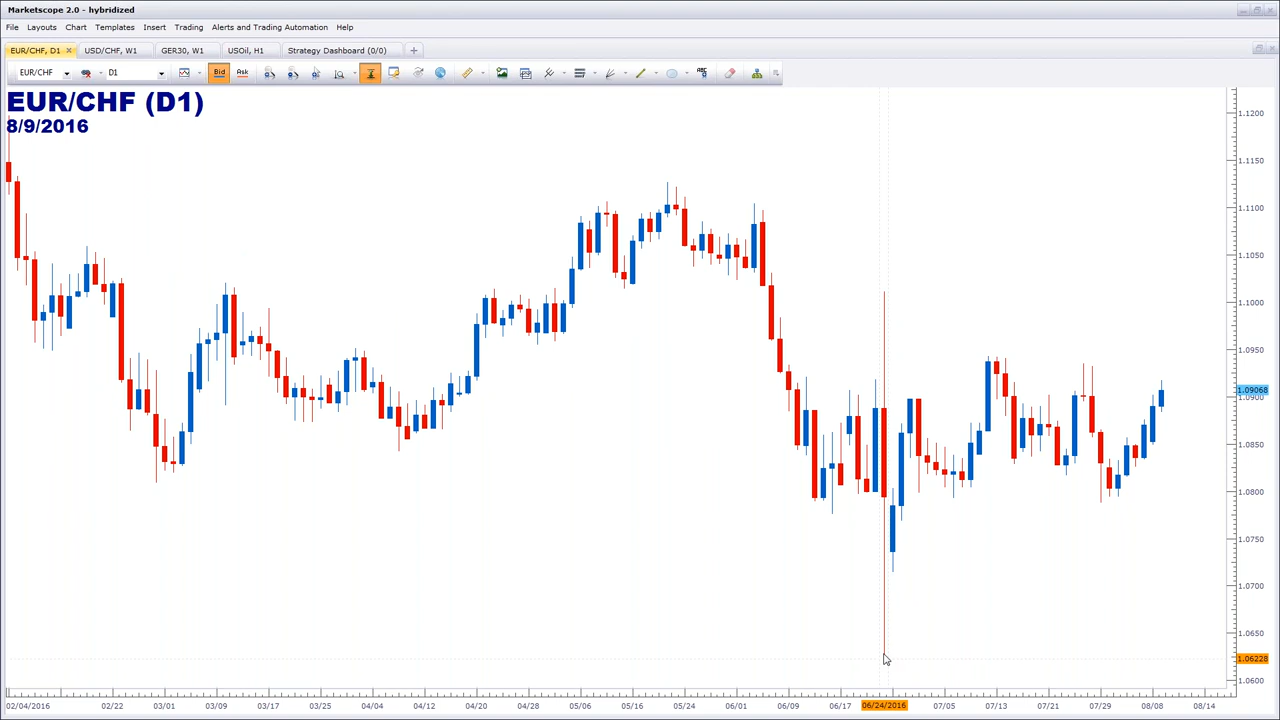 Marketscope 2.0 - hybridized
File Layouts Chart Templates Insert Trading Alerts and Trading Automation Help
EUR/CHF, D1 USD/CHF, W1 GER30, W1 USOil, H1 Strategy Dashboard (0/0)
EUR/CHF D1 Bid Ask ABC
EUR/CHF (D1)
8/9/2016
1.1200
1.1150
1.1100
1.1050
1.1000
1.0950
1.09068
1.0900
1.0850
1.0800
1.0750
1.0700
1.0650
1.06228
1.0600
02/04/2016 02/22 03/01 03/09 03/17 03/25 04/04 04/12 04/20 04/28 05/06 05/16 05/24 06/01 06/09 06/17 06/24/2016 07/05 07/13 07/21 07/29 08/08 08/14